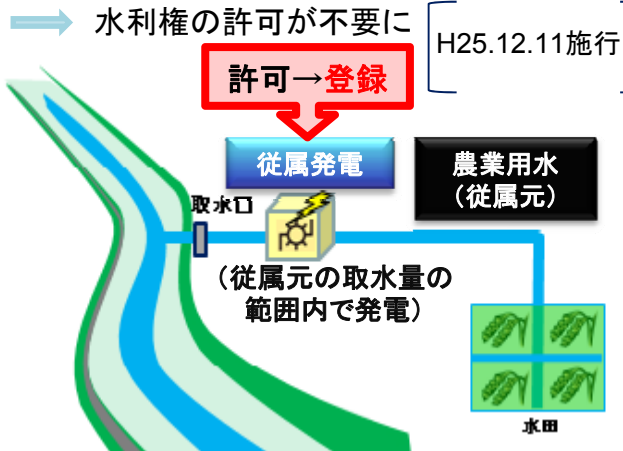 水利権の許可が不要に
H25.12.11施行
許可→登録
従属発電
農業用水
（従属元）
取水口
（従属元の取水量の
範囲内で発電）
水田